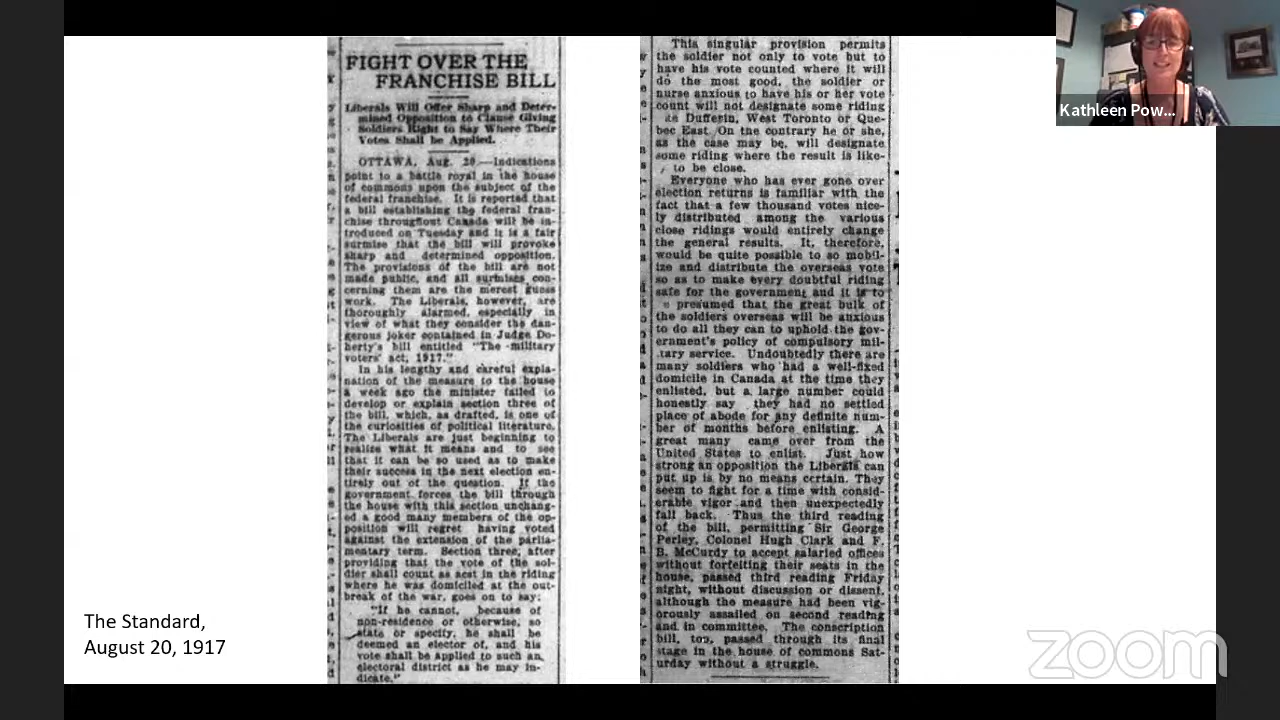 FIGHT OVER THE
FRANCHISE BILL
Liberals Will Offer Sharp and Deter-
mined Opposition to Clause Giving
Soldiers Right to Say Where Their
Votes Shall be Applied.
OTTAWA, Aug. 20.—Indications
point to a battle royal in the house
of commons upon the subject of the
federal franchise. It is reported that
a bill establishing the federal fran-
chise throughout Canada will be in-
troduced on Tuesday and it is a fair
surmise that the bill will provoke
sharp and determined opposition.
The provisions of the bill are not
made public, and all surmises con-
cerning them are the merest guess
work. The Liberals, however, are
thoroughly alarmed, especially in
view of what they consider the dan-
gerous joker contained in Judge Do-
herty's bill entitled "The military
voters' act, 1917."
In his lengthy and careful expla-
nation of the measure to the house
a week ago the minister failed to
develop or explain section three of
the bill, which, as drafted, is one of
the curiosities of political literature.
The Liberals are just beginning to
realize what it means and to see
that it can be so used as to make
their success in the next election en-
tirely out of the question. If the
government forces the bill through
the house with this section unchang-
ed a good many members of the op-
position will regret having voted
against the extension of the parlia-
mentary term. Section three, after
providing that the vote of the sol-
dier shall count as cast in the riding
where he was domiciled at the out-
break of the war, goes on to say:
"If he cannot, because of
non-residence or otherwise, so
state or specify, he shall be
deemed an elector of, and his
vote shall be applied to such an
electoral district as he may in-
dicate."
This singular provision permits
the soldier not only to vote but to
have his vote counted where it will
do the most good, the soldier or
nurse anxious to have his or her vote
count will not designate some riding
as Dufferin, West Toronto or Que-
bec East. On the contrary he or she,
as the case may be, will designate
some riding where the result is like-
to be close.
Everyone who has ever gone over
election returns is familiar with the
fact that a few thousand votes nice-
ly distributed among the various
close ridings would entirely change
the general results. It, therefore,
would be quite possible to so mobil-
ize and distribute the overseas vote
so as to make every doubtful riding
safe for the government and it is to
presumed that the great bulk of
the soldiers overseas will be anxious
to do all they can to uphold the gov-
ernment's policy of compulsory mil-
itary service. Undoubtedly there are
many soldiers who had a well-fixed
domicile in Canada at the time they
enlisted, but a large number could
honestly say they had no settled
place of abode for any definite num-
ber of months before enlisting. A
great many came over from the
United States to enlist. Just how
strong an opposition the Liberals can
put up is by no means certain. They
seem to fight for a time with consid-
erable vigor and then unexpectedly
fall back. Thus the third reading
of the bill, permitting Sir George
Perley, Colonel Hugh Clark and F.
B. McCurdy to accept salaried offices
without forfeiting their seats in the
house, passed third reading Friday
night, without discussion or dissent,
although the measure had been vig-
orously assailed on second reading
and in committee. The conscription
bill, too, passed through its final
stage in the house of commons Sat-
urday without a struggle.
The Standard,
August 20, 1917
Kathleen Pow...
zoom